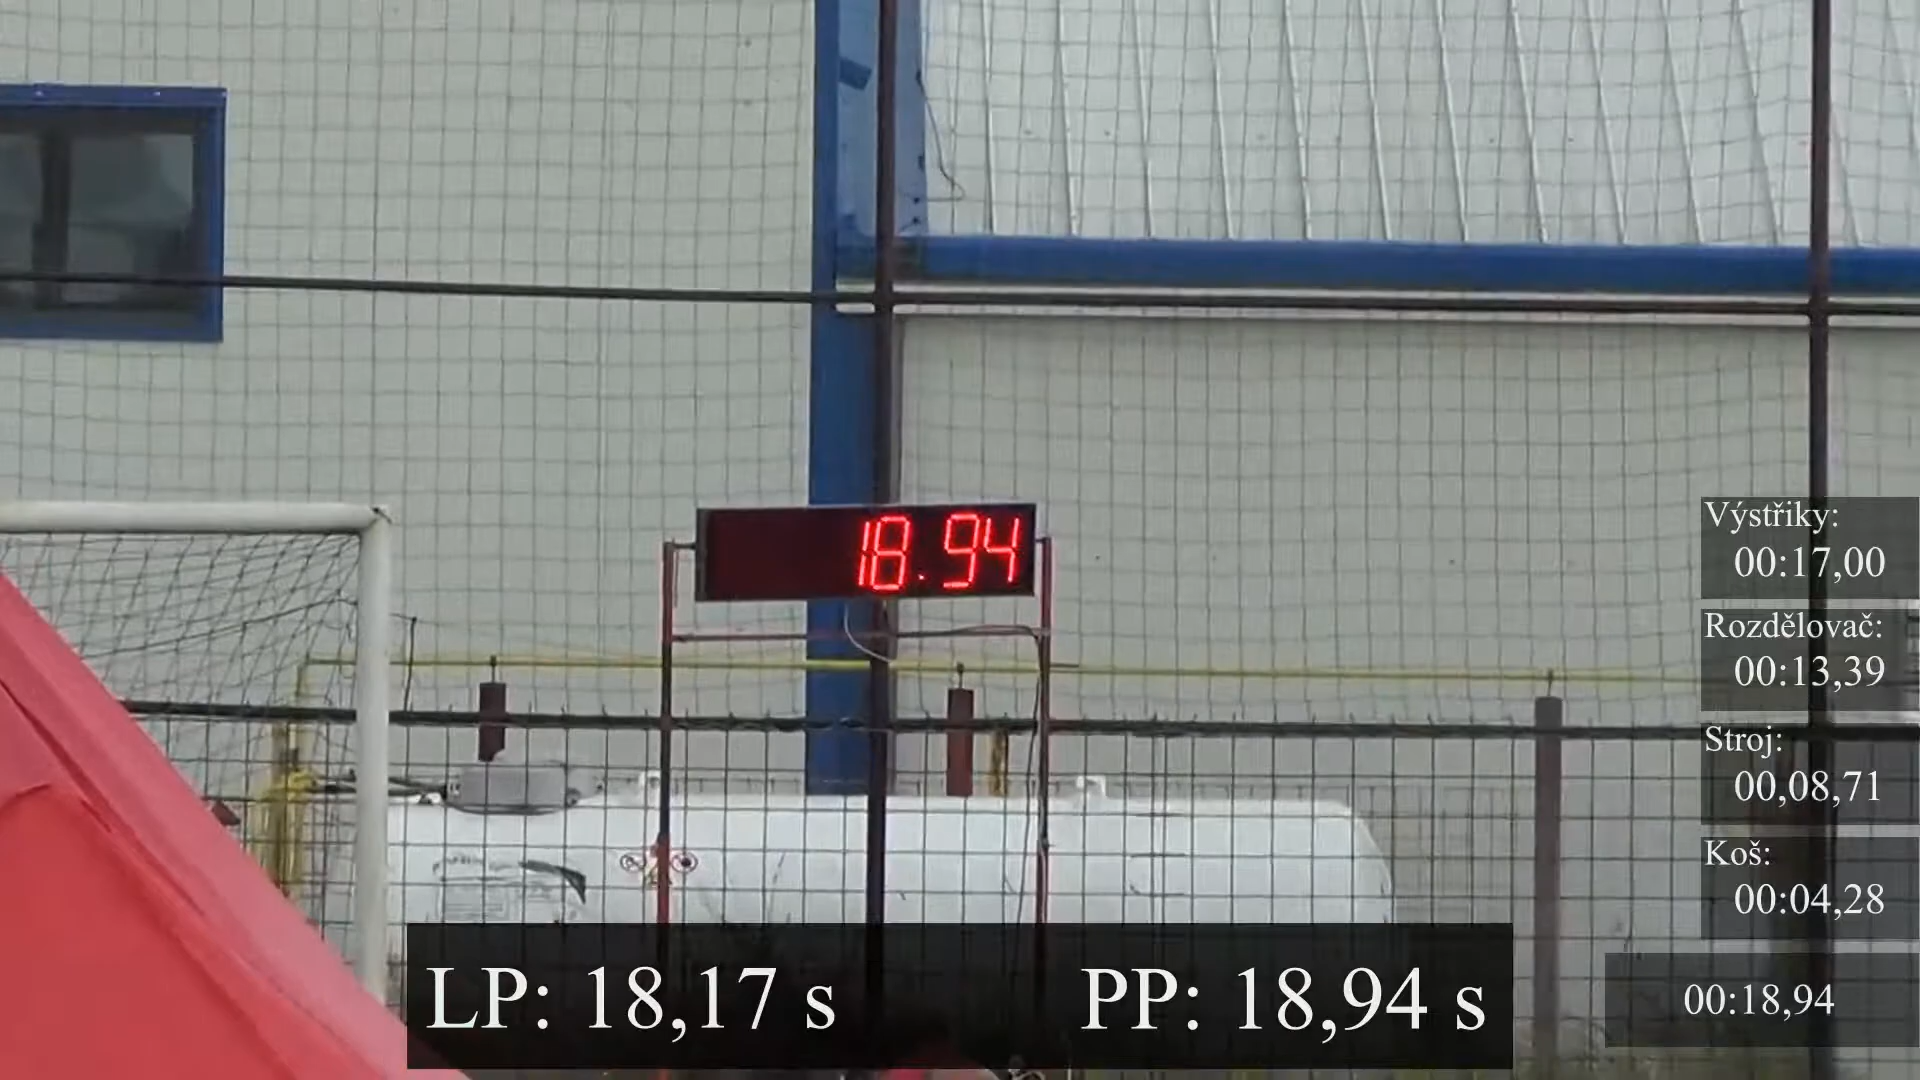 18.94
Výstřiky:
00:17,00
Rozdělovač:
00:13,39
Stroj:
00,08,71
Koš:
00:04,28
00:18,94
LP: 18,17 s PP: 18,94 s